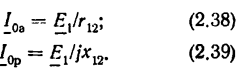 I̲₀ₐ = E̲₁/r₁₂; (2.38)
I̲₀ₚ = E̲₁/jx₁₂. (2.39)